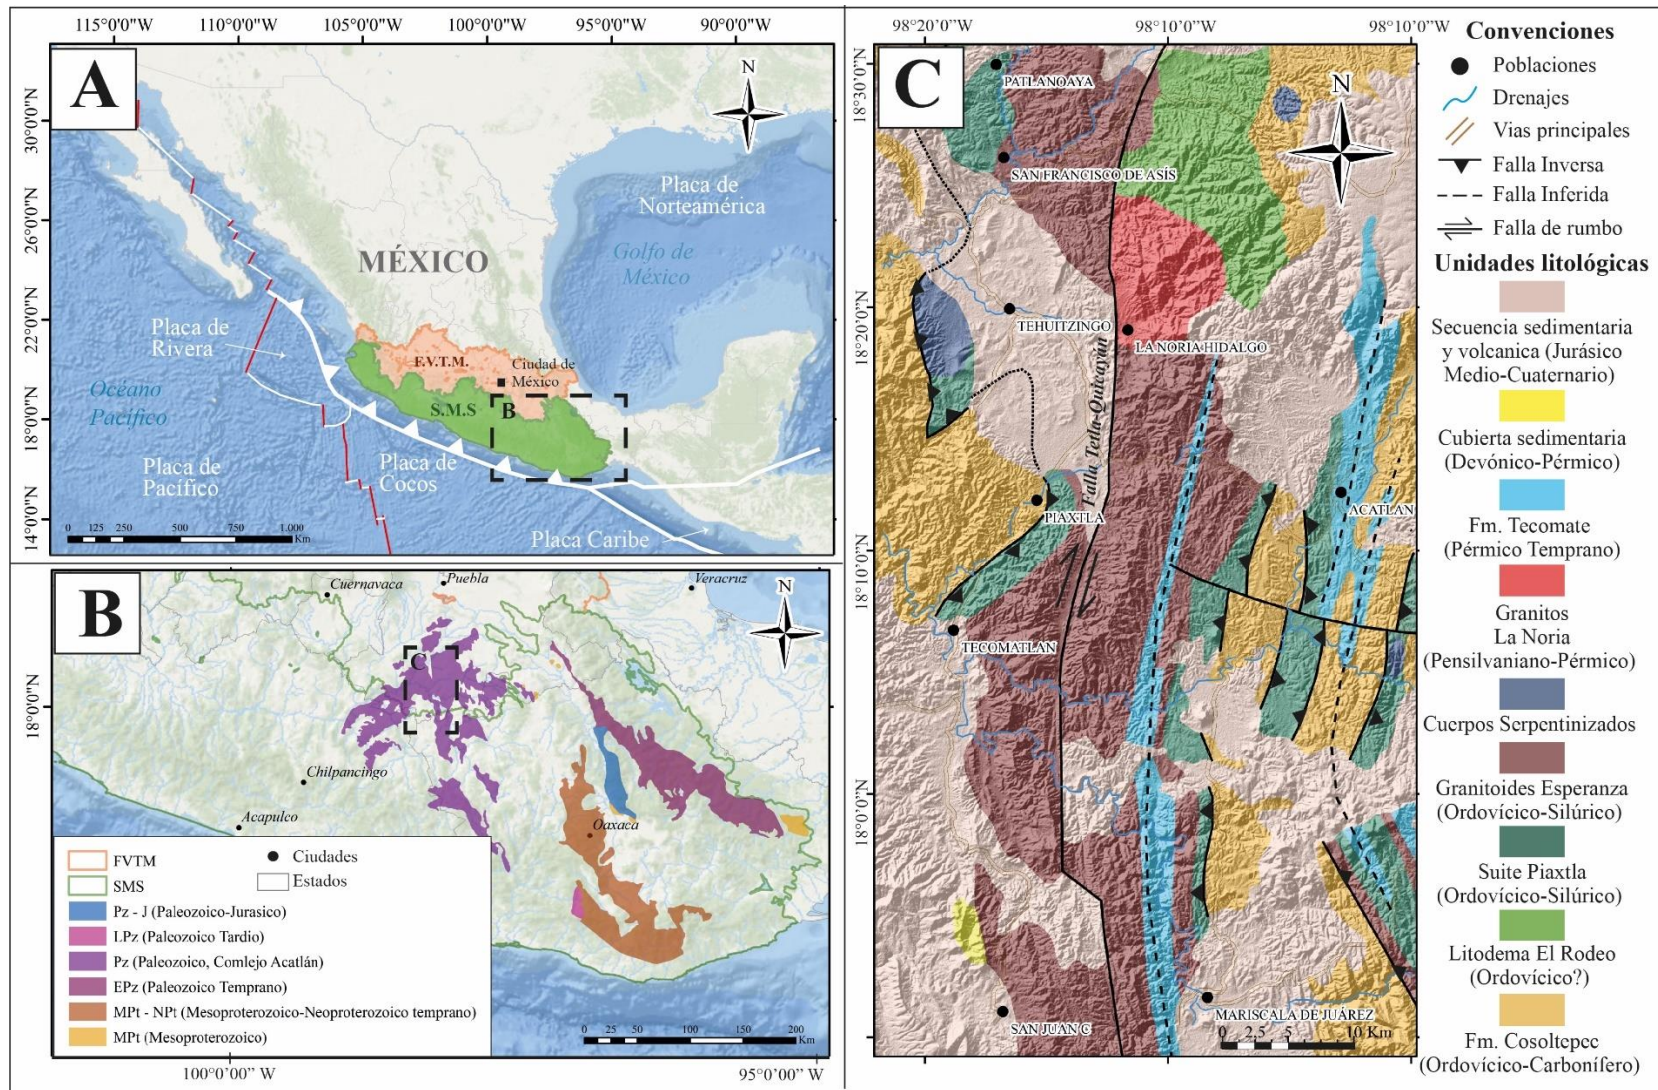 115°0'0"W
110°0'0"W
105°0'0"W
100°0'0"W
95°0'0"W
90°0'0"W
A
N
30°0'0"N
26°0'0"N
22°0'0"N
18°0'0"N
14°0'0"N
Placa de
Norteamérica
Golfo de
México
MÉXICO
Placa de
Rivera
Océano
Pacífico
F.V.T.M.
Ciudad de
México
S.M.S
B
Placa de
Pacífico
Placa de
Cocos
Placa Caribe
0 125 250 500 750 1.000
Km
B
N
Cuernavaca
Puebla
Veracruz
C
18°0'0"N
Chilpancingo
Acapulco
Oaxaca
FVTM
SMS
Pz - J (Paleozoico-Jurasico)
LPz (Paleozoico Tardio)
Pz (Paleozoico, Comlejo Acatlán)
EPz (Paleozoico Temprano)
MPt - NPt (Mesoproterozoico-Neoproterozoico temprano)
MPt (Mesoproterozoico)
Ciudades
Estados
0 25 50 100 150 200
Km
100°0'0'' W
95°0'0'' W
C
98°20'0''W
98°10'0''W
98°10'0''W
N
18°30'0''N
18°20'0''N
18°10'0''N
18°0'0''N
PATLANOAYA
SAN FRANCISCO DE ASÍS
TEHUITZINGO
LA NORIA HIDALGO
Falla Tetla-Quicayán
PIAXTLA
ACATLAN
TECOMATLAN
SAN JUAN C
MARISCALA DE JUÁREZ
0 2,5 5 10 Km
Convenciones
Poblaciones
Drenajes
Vias principales
Falla Inversa
Falla Inferida
Falla de rumbo
Unidades litológicas
Secuencia sedimentaria
y volcanica (Jurásico
Medio-Cuaternario)
Cubierta sedimentaria
(Devónico-Pérmico)
Fm. Tecomate
(Pérmico Temprano)
Granitos
La Noria
(Pensilvaniano-Pérmico)
Cuerpos Serpentinizados
Granitoides Esperanza
(Ordovícico-Silúrico)
Suite Piaxtla
(Ordovícico-Silúrico)
Litodema El Rodeo
(Ordovícico?)
Fm. Cosoltepec
(Ordovícico-Carbonífero)